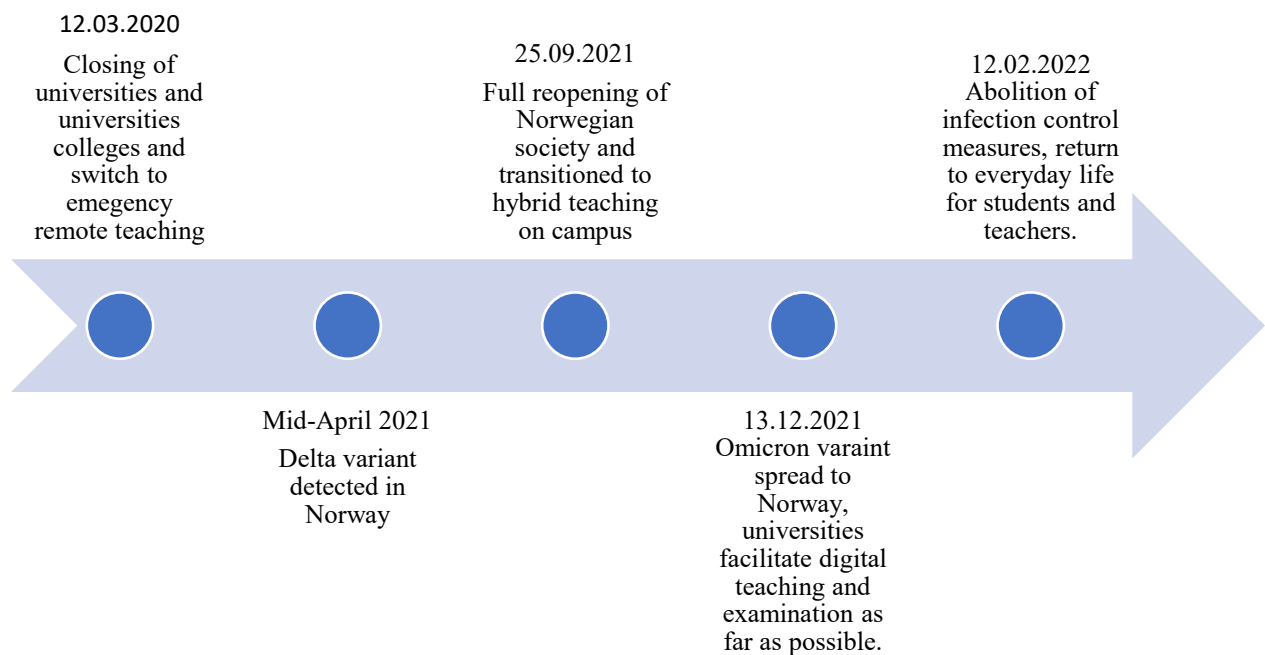 12.03.2020
Closing of
universities and
universities
colleges and
switch to
emegency
remote teaching
Mid-April 2021
Delta variant
detected in
Norway
25.09.2021
Full reopening of
Norwegian
society and
transitioned to
hybrid teaching
on campus
13.12.2021
Omicron varaint
spread to
Norway,
universities
facilitate digital
teaching and
examination as
far as possible.
12.02.2022
Abolition of
infection control
measures, return
to everyday life
for students and
teachers.